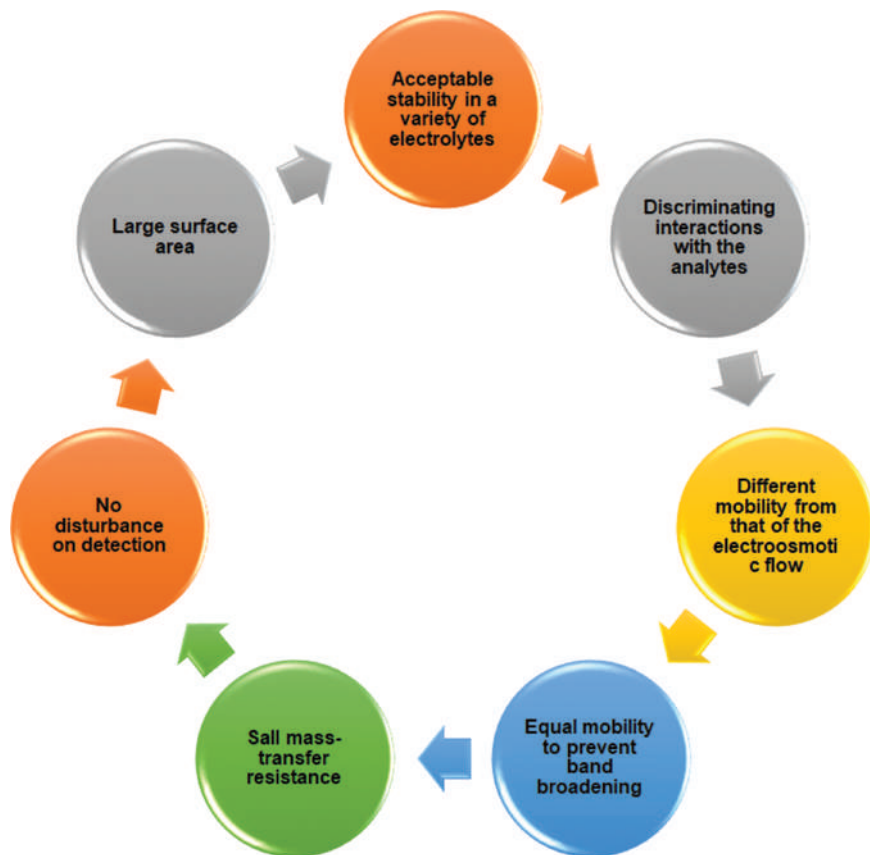 Acceptable
stability in a
variety of
electrolytes
Discriminating
interactions
with the
analytes
Different
mobility from
that of the
electroosmoti
c flow
Equal mobility
to prevent
band
broadening
Sall mass-
transfer
resistance
No
disturbance
on detection
Large surface
area